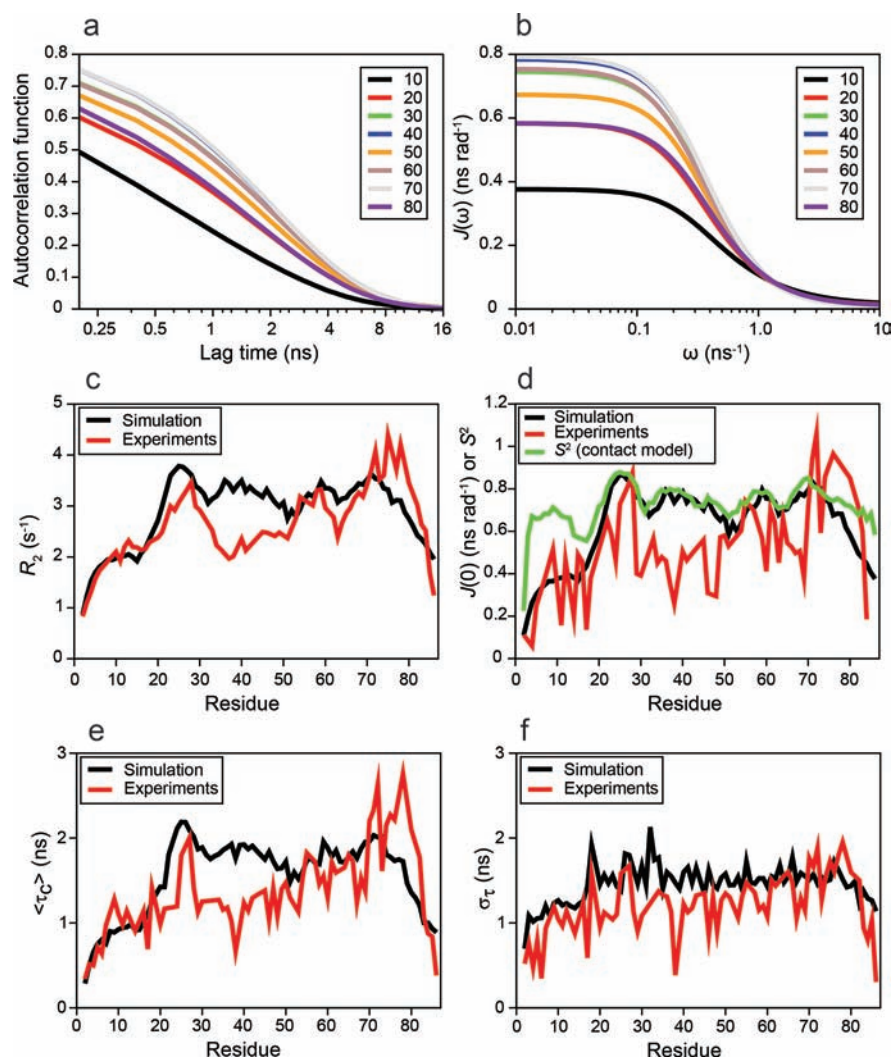 a
b
Autocorrelation function
0.8
0.7
0.6
0.5
0.4
0.3
0.2
0.1
0
0.25
0.5
1
2
4
8
16
Lag time (ns)
10
20
30
40
50
60
70
80
J(ω) (ns rad⁻¹)
0.8
0.6
0.4
0.2
0
0.01
0.1
1.0
10
ω (ns⁻¹)
10
20
30
40
50
60
70
80
c
d
R₂ (s⁻¹)
5
4
3
2
1
0
0 10 20 30 40 50 60 70 80
Residue
Simulation
Experiments
J(0) (ns rad⁻¹) or S²
1.2
1
0.8
0.6
0.4
0.2
0
0 10 20 30 40 50 60 70 80
Residue
Simulation
Experiments
S² (contact model)
e
f
<τC> (ns)
3
2
1
0
0 10 20 30 40 50 60 70 80
Residue
Simulation
Experiments
στ (ns)
3
2
1
0
0 10 20 30 40 50 60 70 80
Residue
Simulation
Experiments